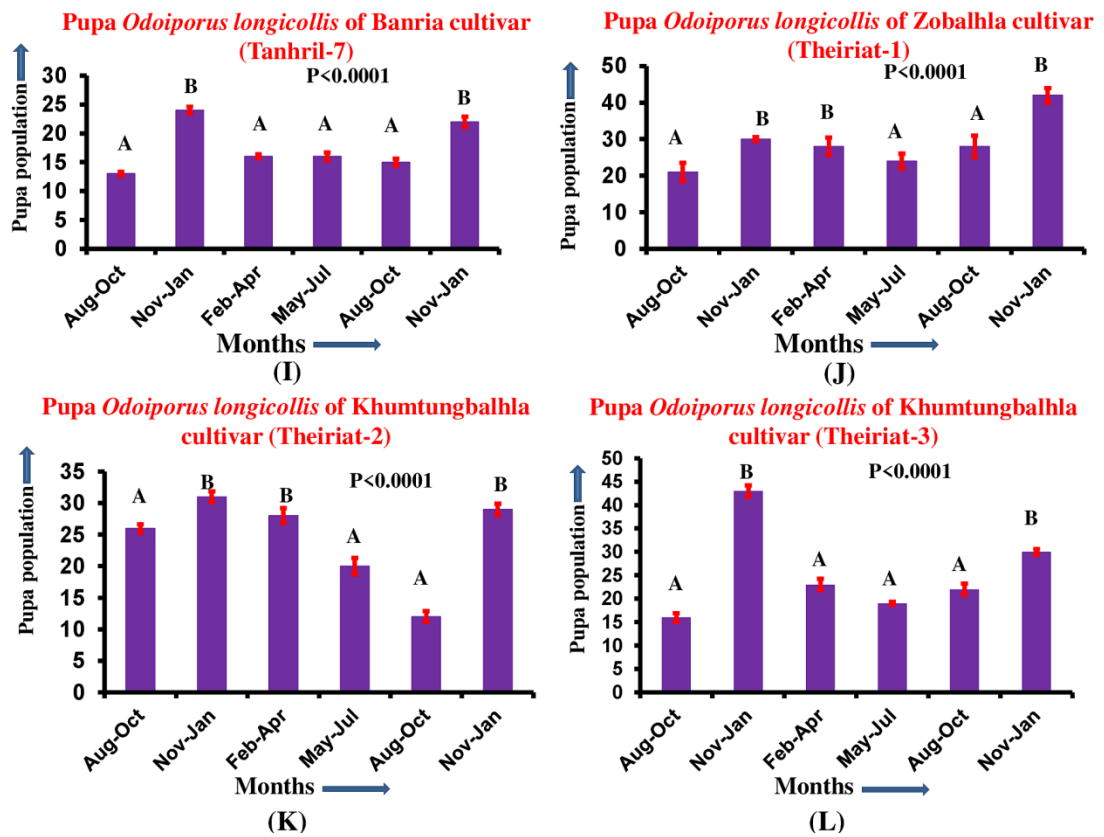 Pupa Odoiporus longicollis of Banria cultivar
(Tanhril-7)
P<0.0001
Pupa population
30
25
20
15
10
5
0
A
B
A
A
A
B
Aug-Oct
Nov-Jan
Feb-Apr
May-Jul
Aug-Oct
Nov-Jan
Months
(I)
Pupa Odoiporus longicollis of Zobalhla cultivar
(Theiriat-1)
P<0.0001
Pupa population
50
40
30
20
10
0
A
B
B
A
A
B
Aug-Oct
Nov-Jan
Feb-Apr
May-Jul
Aug-Oct
Nov-Jan
Months
(J)
Pupa Odoiporus longicollis of Khumtungbalhla
cultivar (Theiriat-2)
P<0.0001
Pupa population
35
30
25
20
15
10
5
0
A
B
B
A
A
B
Aug-Oct
Nov-Jan
Feb-Apr
May-Jul
Aug-Oct
Nov-Jan
Months
(K)
Pupa Odoiporus longicollis of Khumtungbalhla
cultivar (Theiriat-3)
P<0.0001
Pupa population
50
45
40
35
30
25
20
15
10
5
0
A
B
A
A
A
B
Aug-Oct
Nov-Jan
Feb-Apr
May-Jul
Aug-Oct
Nov-Jan
Months
(L)